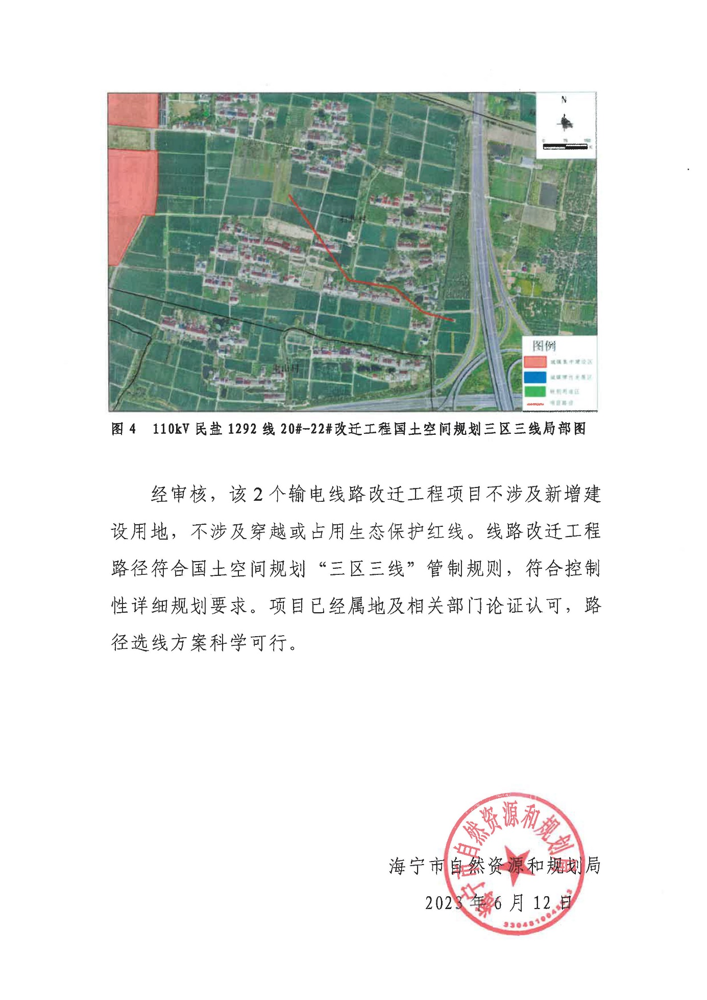 N
0 75 150
图例
城镇集中建设区
城镇弹性发展区
特别用途区
项目路径
图4 110kV 民盐 1292 线 20#-22#改迁工程国土空间规划三区三线局部图
经审核，该2个输电线路改迁工程项目不涉及新增建
设用地，不涉及穿越或占用生态保护红线。线路改迁工程
路径符合国土空间规划“三区三线”管制规则，符合控制
性详细规划要求。项目已经属地及相关部门论证认可，路
径选线方案科学可行。
海宁市自然资源和规划局
海宁市自然资源和规划局
2023 年 6 月 12 日